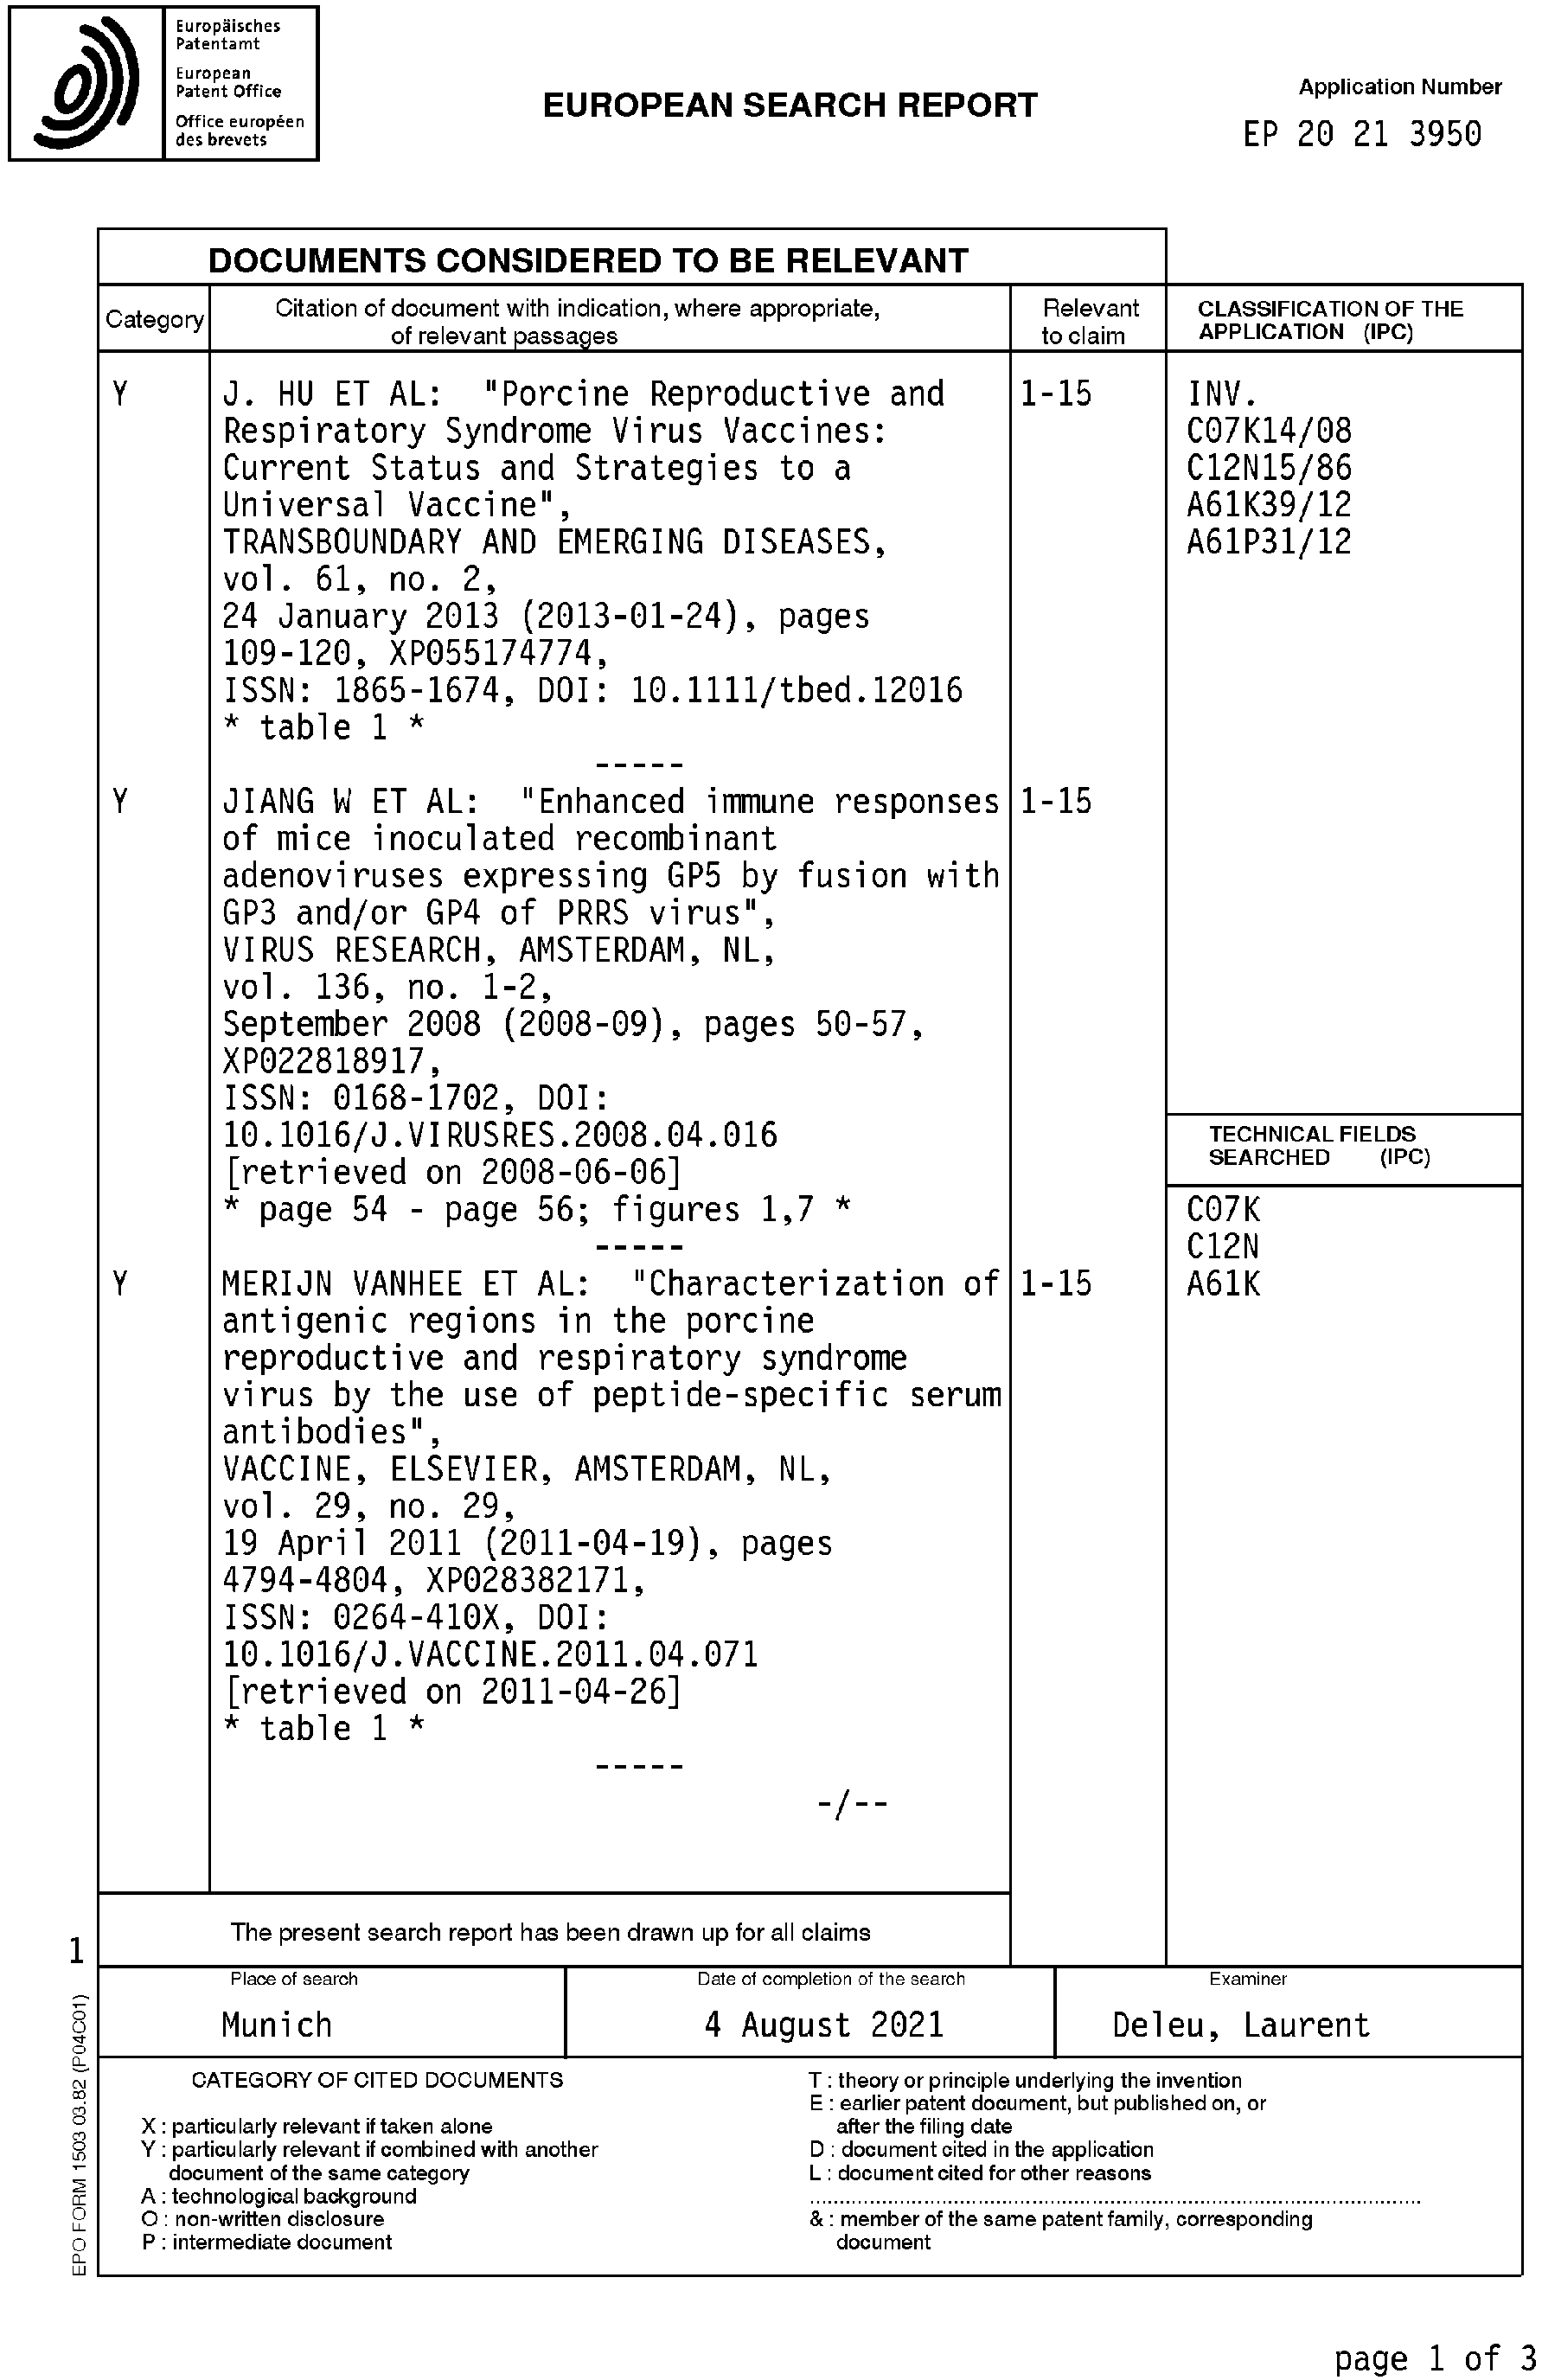 Europäisches
Patentamt
European
Patent Office
Office européen
des brevets
EUROPEAN SEARCH REPORT
Application Number
EP 20 21 3950
DOCUMENTS CONSIDERED TO BE RELEVANT
Category
Citation of document with indication, where appropriate,
of relevant passages
Relevant
to claim
CLASSIFICATION OF THE
APPLICATION (IPC)
Y
J. HU ET AL: "Porcine Reproductive and
Respiratory Syndrome Virus Vaccines:
Current Status and Strategies to a
Universal Vaccine",
TRANSBOUNDARY AND EMERGING DISEASES,
vol. 61, no. 2,
24 January 2013 (2013-01-24), pages
109-120, XP055174774,
ISSN: 1865-1674, DOI: 10.1111/tbed.12016
* table 1 *
-----
1-15
INV.
C07K14/08
C12N15/86
A61K39/12
A61P31/12
Y
JIANG W ET AL: "Enhanced immune responses
of mice inoculated recombinant
adenoviruses expressing GP5 by fusion with
GP3 and/or GP4 of PRRS virus",
VIRUS RESEARCH, AMSTERDAM, NL,
vol. 136, no. 1-2,
September 2008 (2008-09), pages 50-57,
XP022818917,
ISSN: 0168-1702, DOI:
10.1016/J.VIRUSRES.2008.04.016
[retrieved on 2008-06-06]
* page 54 - page 56; figures 1,7 *
-----
1-15
TECHNICAL FIELDS
SEARCHED (IPC)
C07K
C12N
A61K
Y
MERIJN VANHEE ET AL: "Characterization of
antigenic regions in the porcine
reproductive and respiratory syndrome
virus by the use of peptide-specific serum
antibodies",
VACCINE, ELSEVIER, AMSTERDAM, NL,
vol. 29, no. 29,
19 April 2011 (2011-04-19), pages
4794-4804, XP028382171,
ISSN: 0264-410X, DOI:
10.1016/J.VACCINE.2011.04.071
[retrieved on 2011-04-26]
* table 1 *
-----
-/--
1-15
The present search report has been drawn up for all claims
1
Place of search
Munich
Date of completion of the search
4 August 2021
Examiner
Deleu, Laurent
CATEGORY OF CITED DOCUMENTS
X : particularly relevant if taken alone
Y : particularly relevant if combined with another
document of the same category
A : technological background
O : non-written disclosure
P : intermediate document
T : theory or principle underlying the invention
E : earlier patent document, but published on, or
after the filing date
D : document cited in the application
L : document cited for other reasons
& : member of the same patent family, corresponding
document
EPO FORM 1503 03.82 (P04C01)
page 1 of 3